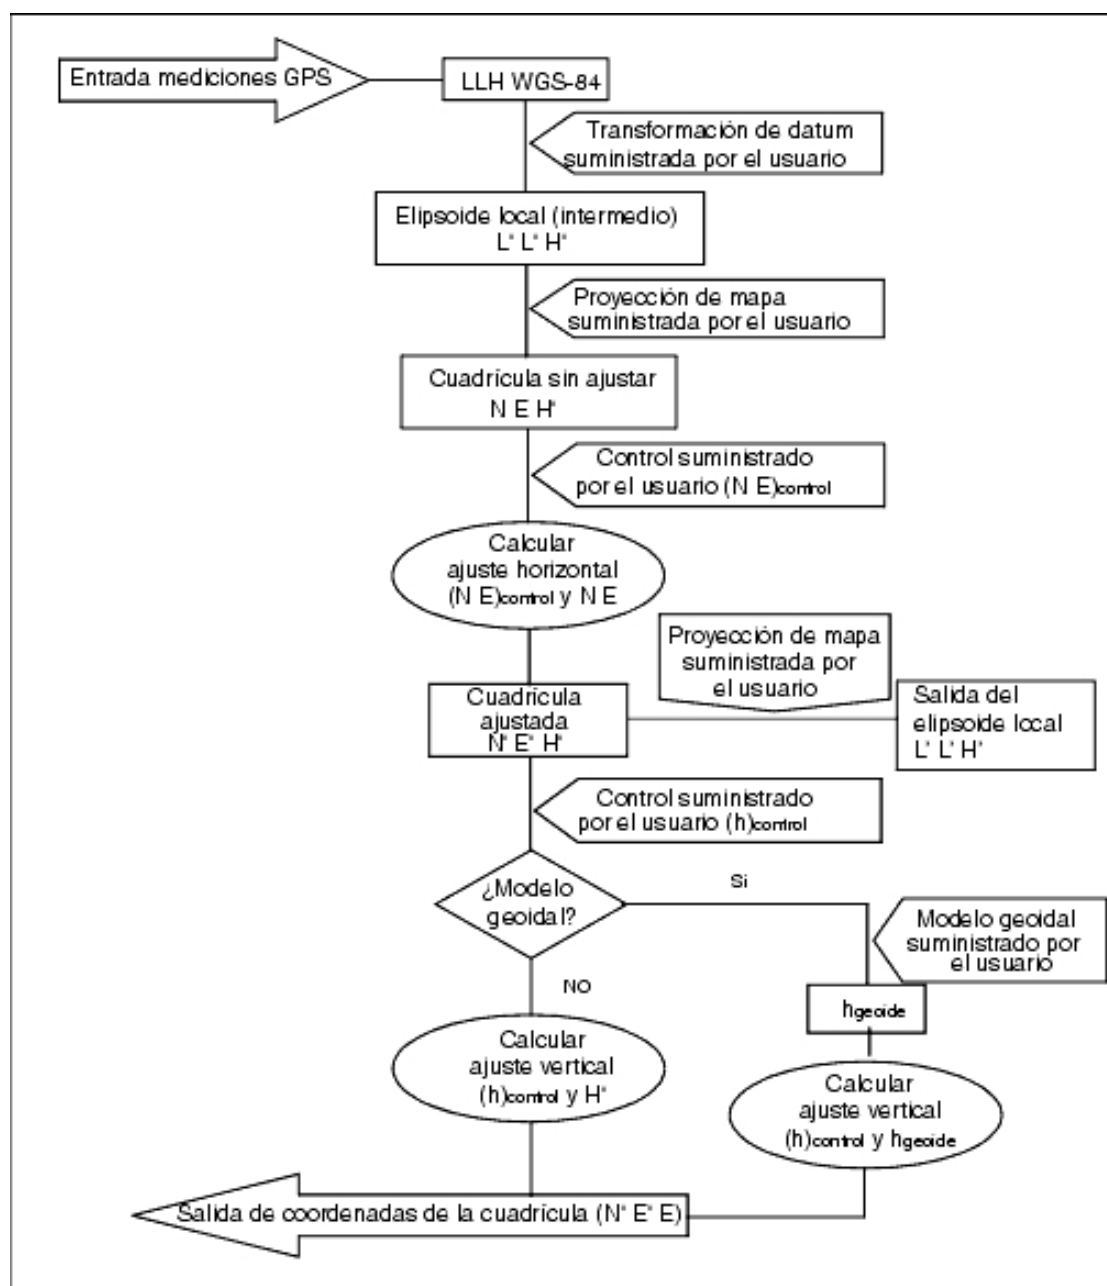 Entrada mediciones GPS
LLH WGS-84
Transformación de datum
suministrada por el usuario
Elipsoide local (intermedio)
L' L' H'
Proyección de mapa
suministrada por el usuario
Cuadrícula sin ajustar
N E H'
Control suministrado
por el usuario (N E)control
Calcular
ajuste horizontal
(N E)control y N E
Proyección de mapa
suministrada por
el usuario
Cuadrícula
ajustada
N' E' H'
Salida del
elipsoide local
L' L' H'
Control suministrado
por el usuario (h)control
¿Modelo
geoidal?
Si
Modelo geoidal
suministrado por
el usuario
NO
hgeoide
Calcular
ajuste vertical
(h)control y H'
Calcular
ajuste vertical
(h)control y hgeoide
Salida de coordenadas de la cuadrícula (N' E' E)